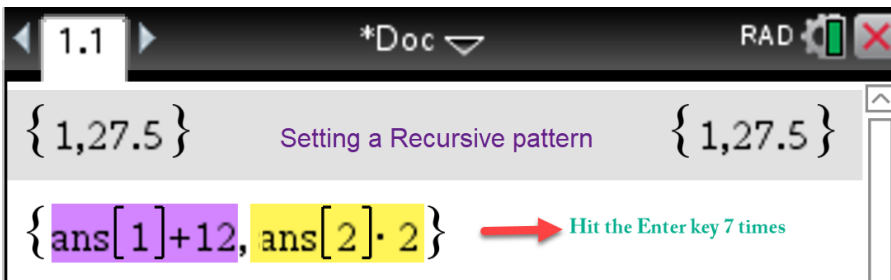 1.1 *Doc RAD
{1,27.5} Setting a Recursive pattern {1,27.5}
{ans[1]+12, ans[2]· 2} Hit the Enter key 7 times